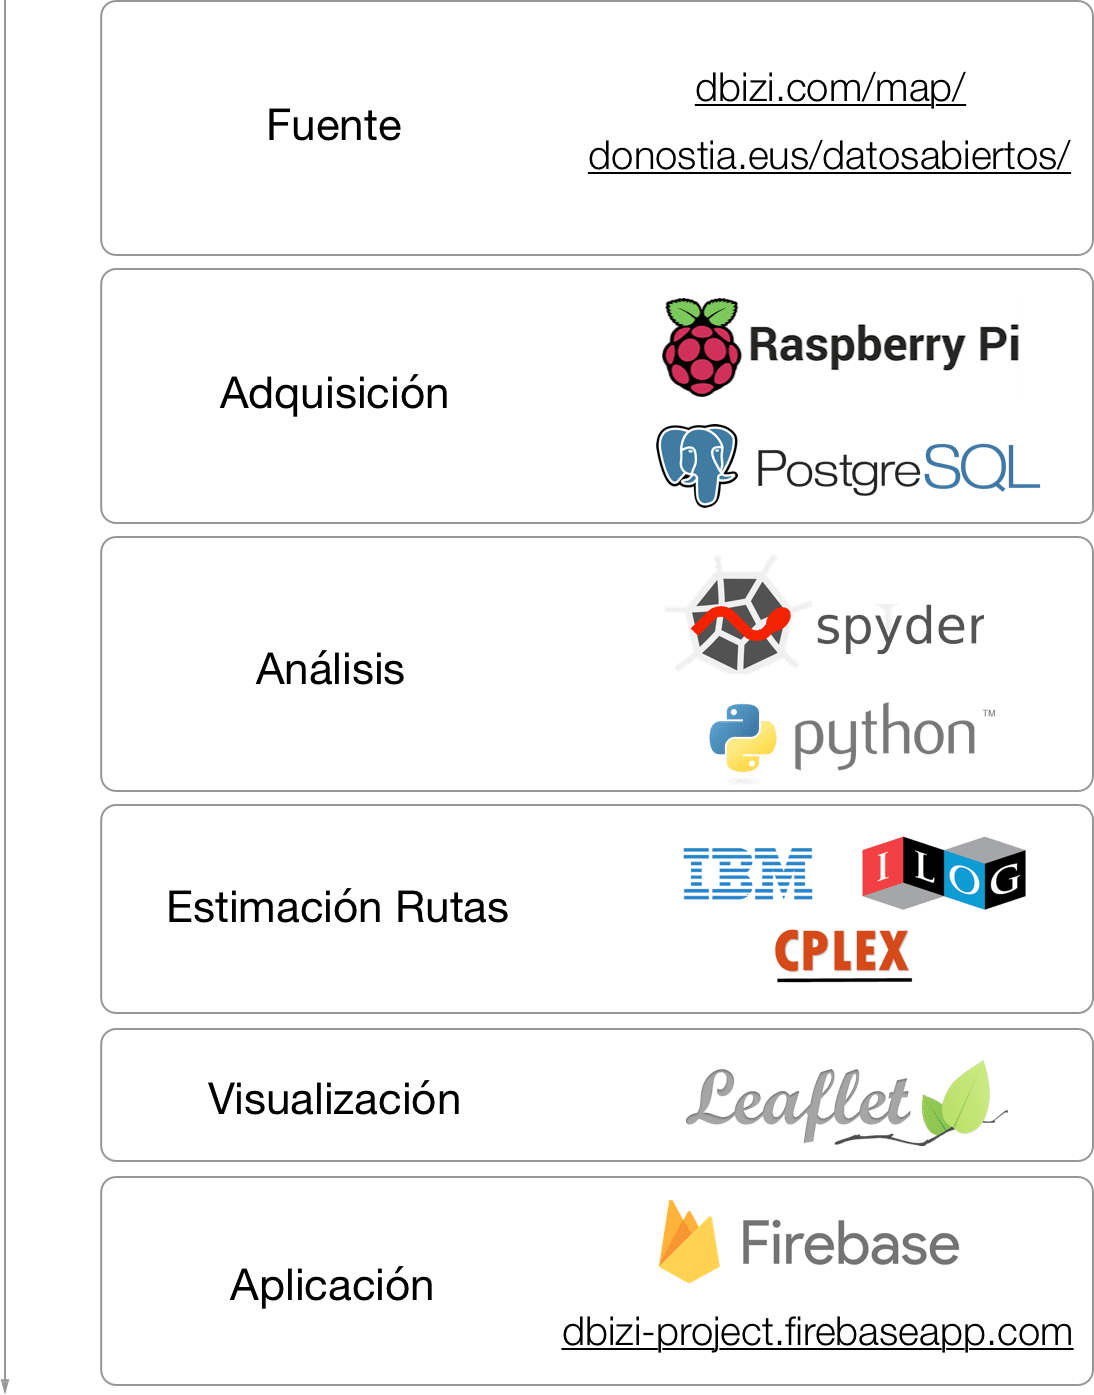 Fuente
dbizi.com/map/
donostia.eus/datosabiertos/
Adquisición
Raspberry Pi
PostgreSQL
Análisis
spyder
python™
Estimación Rutas
IBM ILOG
CPLEX
Visualización
Leaflet
Aplicación
Firebase
dbizi-project.firebaseapp.com